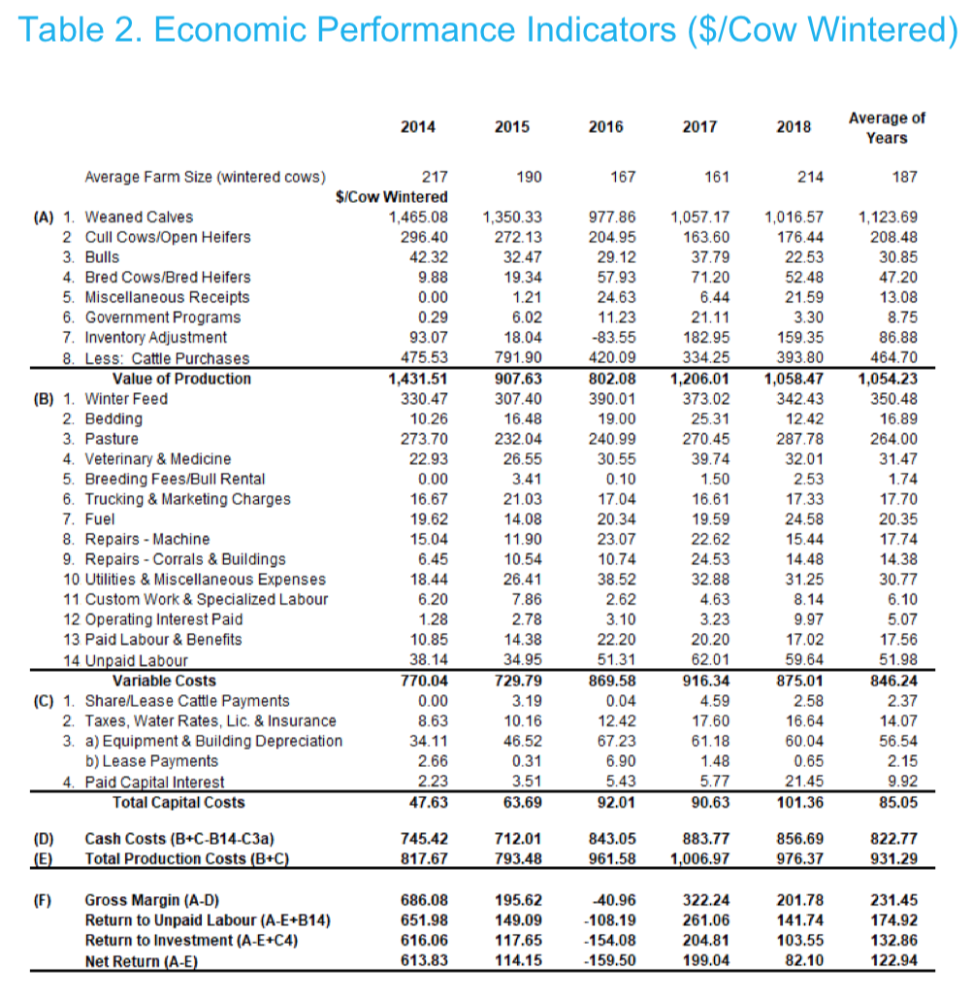 Table 2. Economic Performance Indicators ($/Cow Wintered)
2014 2015 2016 2017 2018 Average of Years
Average Farm Size (wintered cows) 217 190 167 161 214 187
$/Cow Wintered
(A) 1. Weaned Calves 1,465.08 1,350.33 977.86 1,057.17 1,016.57 1,123.69
2 Cull Cows/Open Heifers 296.40 272.13 204.95 163.60 176.44 208.48
3. Bulls 42.32 32.47 29.12 37.79 22.53 30.85
4. Bred Cows/Bred Heifers 9.88 19.34 57.93 71.20 52.48 47.20
5. Miscellaneous Receipts 0.00 1.21 24.63 6.44 21.59 13.08
6. Government Programs 0.29 6.02 11.23 21.11 3.30 8.75
7. Inventory Adjustment 93.07 18.04 -83.55 182.95 159.35 86.88
8. Less: Cattle Purchases 475.53 791.90 420.09 334.25 393.80 464.70
Value of Production 1,431.51 907.63 802.08 1,206.01 1,058.47 1,054.23
(B) 1. Winter Feed 330.47 307.40 390.01 373.02 342.43 350.48
2. Bedding 10.26 16.48 19.00 25.31 12.42 16.89
3. Pasture 273.70 232.04 240.99 270.45 287.78 264.00
4. Veterinary & Medicine 22.93 26.55 30.55 39.74 32.01 31.47
5. Breeding Fees/Bull Rental 0.00 3.41 0.10 1.50 2.53 1.74
6. Trucking & Marketing Charges 16.67 21.03 17.04 16.61 17.33 17.70
7. Fuel 19.62 14.08 20.34 19.59 24.58 20.35
8. Repairs - Machine 15.04 11.90 23.07 22.62 15.44 17.74
9. Repairs - Corrals & Buildings 6.45 10.54 10.74 24.53 14.48 14.38
10 Utilities & Miscellaneous Expenses 18.44 26.41 38.52 32.88 31.25 30.77
11 Custom Work & Specialized Labour 6.20 7.86 2.62 4.63 8.14 6.10
12 Operating Interest Paid 1.28 2.78 3.10 3.23 9.97 5.07
13 Paid Labour & Benefits 10.85 14.38 22.20 20.20 17.02 17.56
14 Unpaid Labour 38.14 34.95 51.31 62.01 59.64 51.98
Variable Costs 770.04 729.79 869.58 916.34 875.01 846.24
(C) 1. Share/Lease Cattle Payments 0.00 3.19 0.04 4.59 2.58 2.37
2. Taxes, Water Rates, Lic. & Insurance 8.63 10.16 12.42 17.60 16.64 14.07
3. a) Equipment & Building Depreciation 34.11 46.52 67.23 61.18 60.04 56.54
b) Lease Payments 2.66 0.31 6.90 1.48 0.65 2.15
4. Paid Capital Interest 2.23 3.51 5.43 5.77 21.45 9.92
Total Capital Costs 47.63 63.69 92.01 90.63 101.36 85.05
(D) Cash Costs (B+C-B14-C3a) 745.42 712.01 843.05 883.77 856.69 822.77
(E) Total Production Costs (B+C) 817.67 793.48 961.58 1,006.97 976.37 931.29
(F) Gross Margin (A-D) 686.08 195.62 -40.96 322.24 201.78 231.45
Return to Unpaid Labour (A-E+B14) 651.98 149.09 -108.19 261.06 141.74 174.92
Return to Investment (A-E+C4) 616.06 117.65 -154.08 204.81 103.55 132.86
Net Return (A-E) 613.83 114.15 -159.50 199.04 82.10 122.94